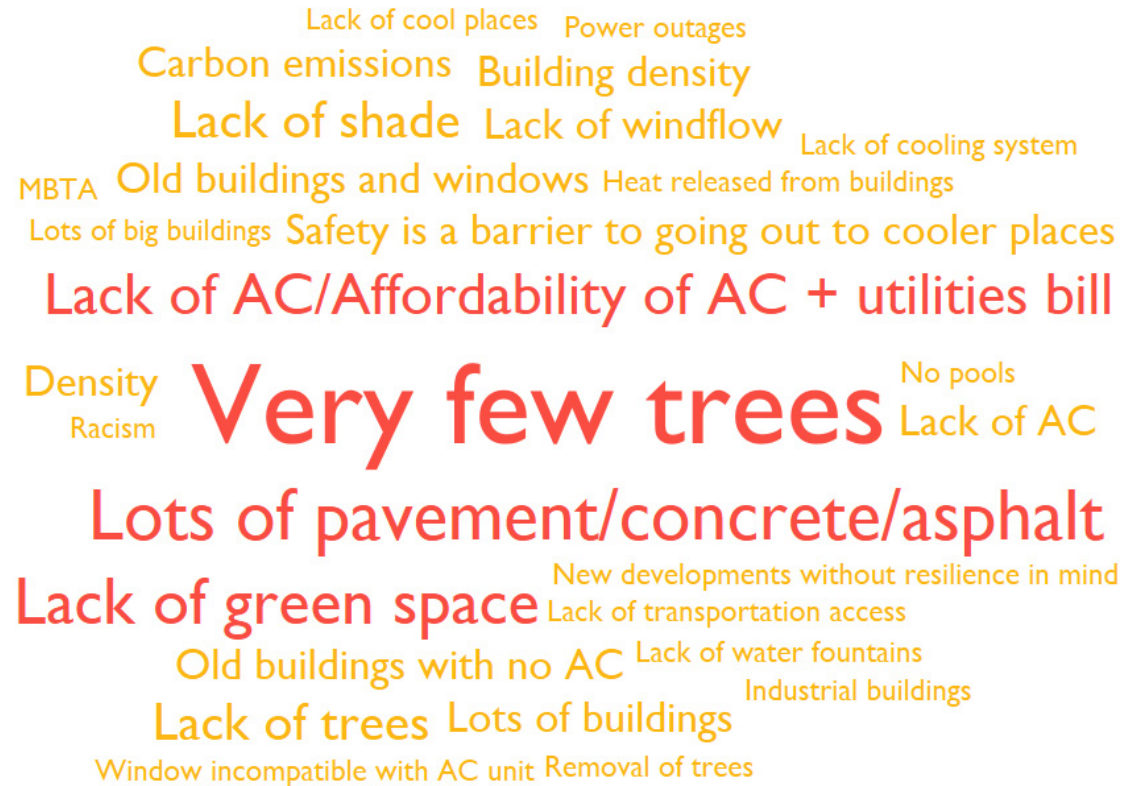 Lack of cool places
Power outages
Carbon emissions
Building density
Lack of shade
Lack of windflow
Lack of cooling system
MBTA
Old buildings and windows
Heat released from buildings
Lots of big buildings
Safety is a barrier to going out to cooler places
Lack of AC/Affordability of AC + utilities bill
Density
Racism
Very few trees
No pools
Lack of AC
Lots of pavement/concrete/asphalt
Lack of green space
New developments without resilience in mind
Lack of transportation access
Old buildings with no AC
Lack of water fountains
Industrial buildings
Lack of trees
Lots of buildings
Window incompatible with AC unit
Removal of trees